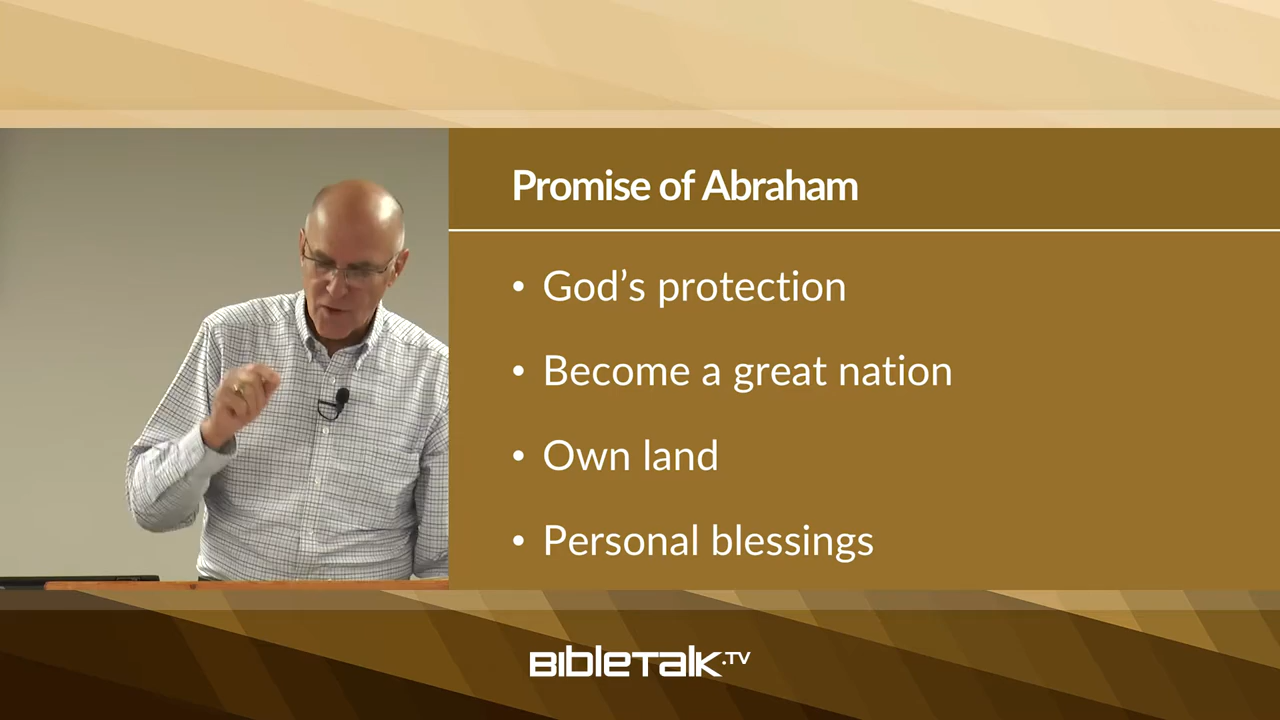 Promise of Abraham
• God’s protection
• Become a great nation
• Own land
• Personal blessings
BIBLETALK.TV